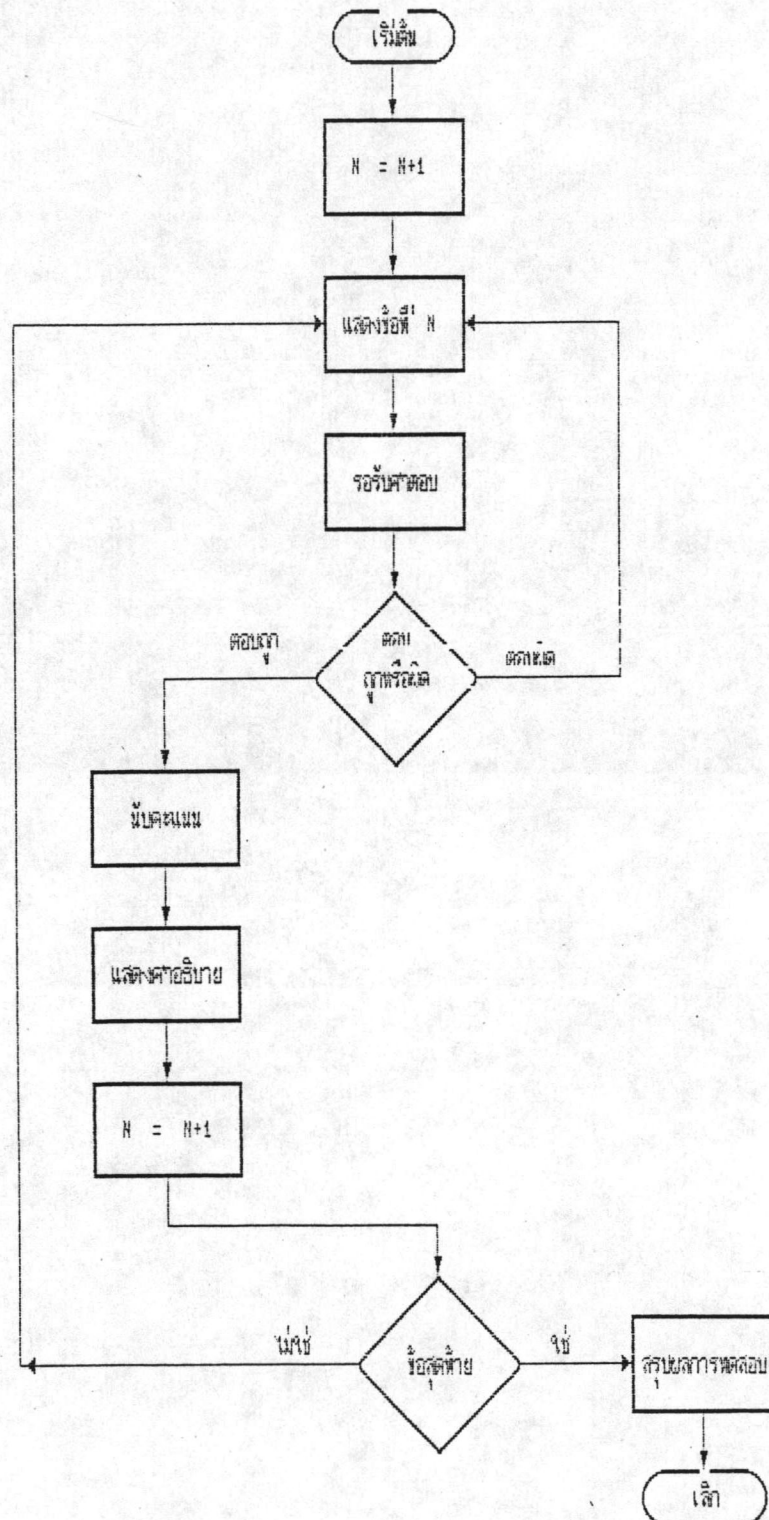 เริ่มต้น
N = N+1
แสดงข้อที่ N
รอรับคำตอบ
ตอบถูก
ตอบ
ถูกหรือผิด
ตอบผิด
นับคะแนน
แสดงคำอธิบาย
N = N+1
ไม่ใช่
ข้อสุดท้าย
ใช่
สรุปผลการทดสอบ
เลิก